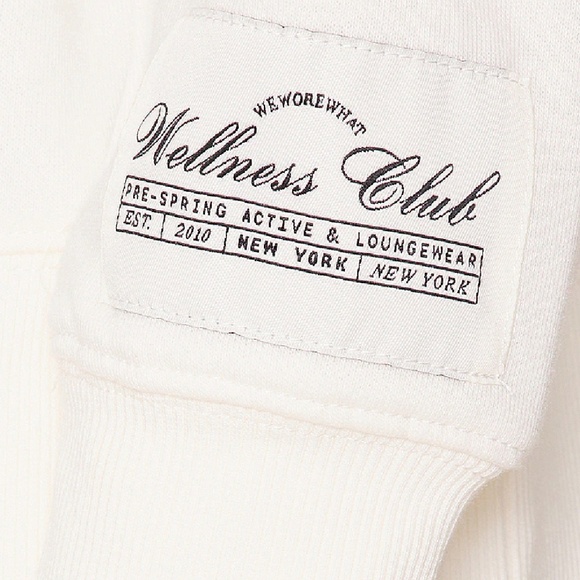 WEWOREWHAT
Wellness Club
PRE-SPRING ACTIVE & LOUNGEWEAR
EST. 2010 NEW YORK NEW YORK